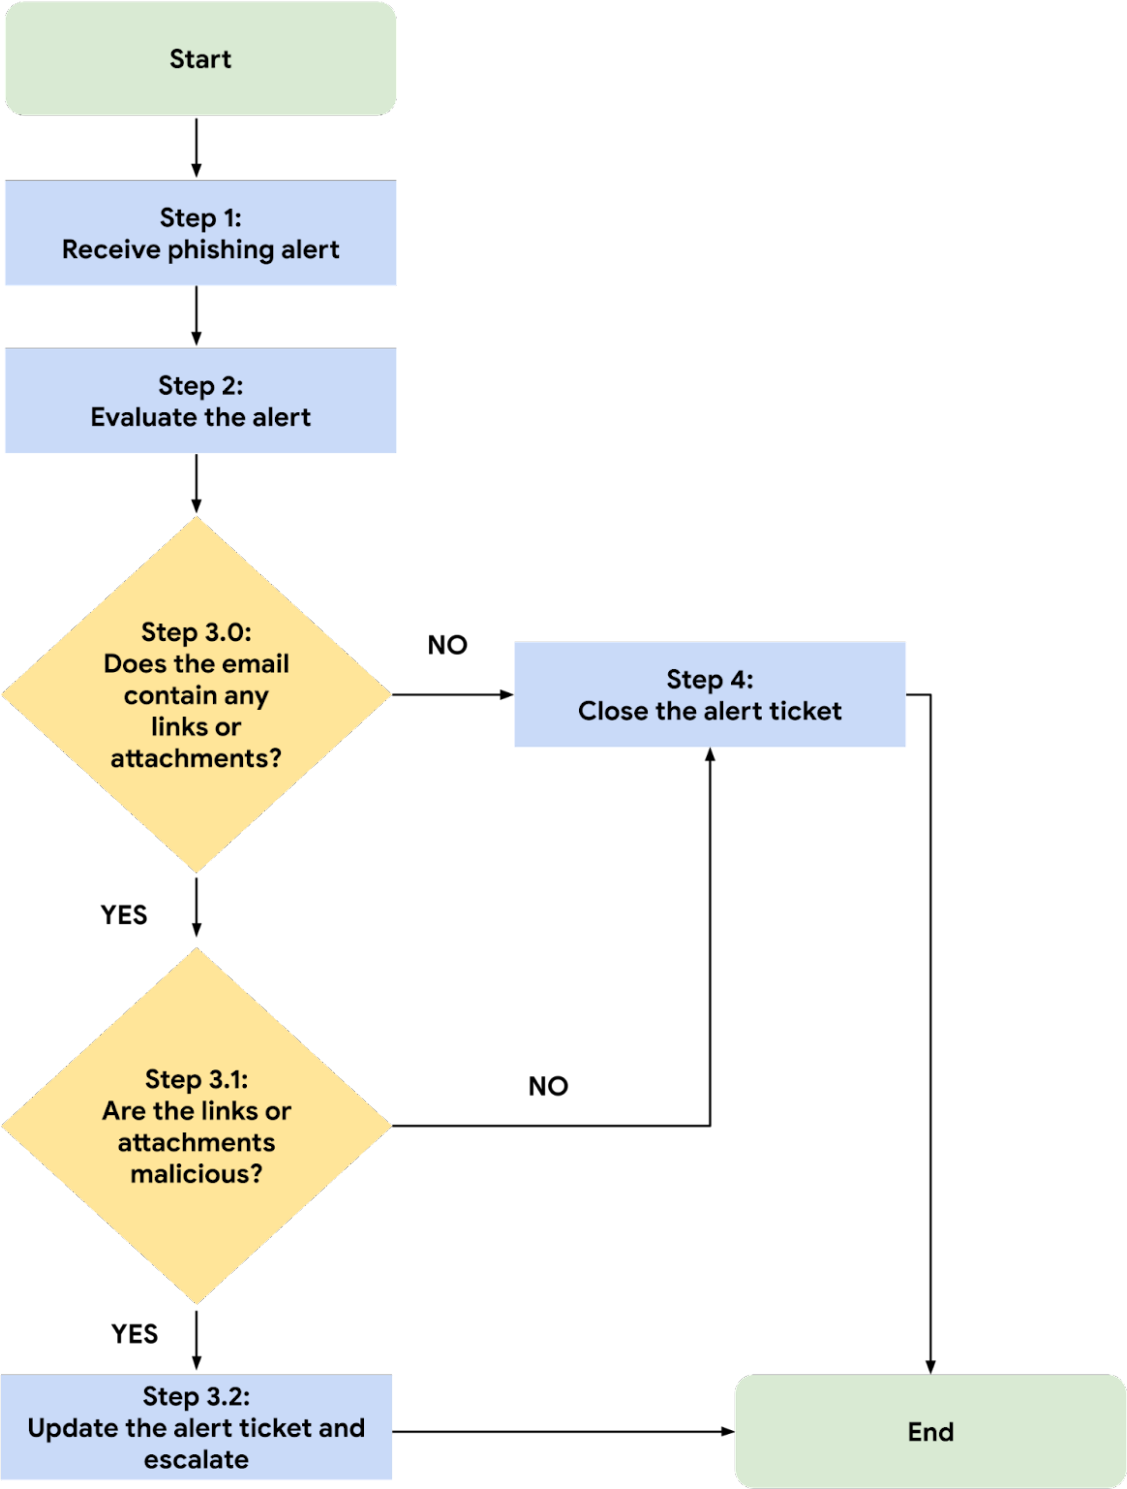 Start
Step 1:
Receive phishing alert
Step 2:
Evaluate the alert
Step 3.0:
Does the email
contain any
links or
attachments?
NO
Step 4:
Close the alert ticket
YES
Step 3.1:
Are the links or
attachments
malicious?
NO
YES
Step 3.2:
Update the alert ticket and
escalate
End